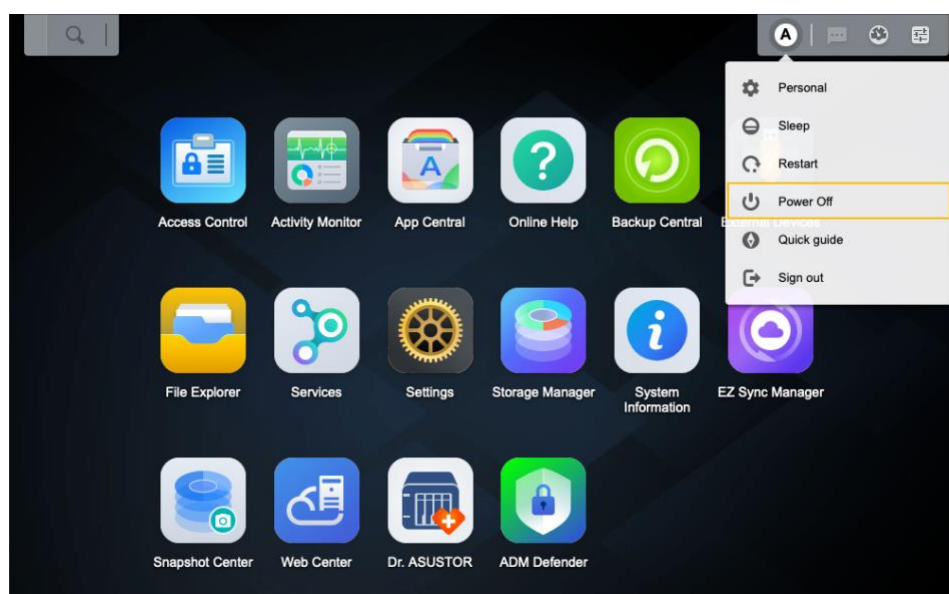 A
Personal
Sleep
Restart
Power Off
Quick guide
Sign out
Access Control
Activity Monitor
A
App Central
?
Online Help
Backup Central
External Devices
File Explorer
Services
Settings
Storage Manager
i
System
Information
EZ Sync Manager
Snapshot Center
Web Center
Dr. ASUSTOR
ADM Defender